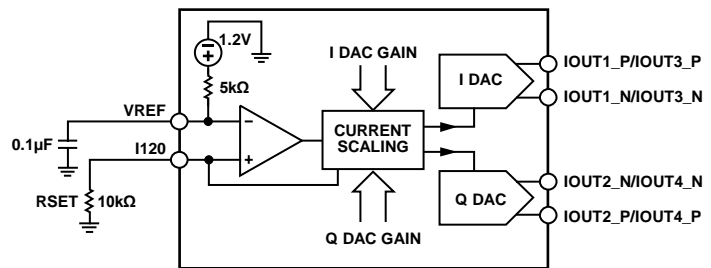 1.2V
I DAC GAIN
5kΩ
I DAC
IOUT1_P/IOUT3_P
IOUT1_N/IOUT3_N
VREF
0.1µF
−
+
I120
CURRENT
SCALING
RSET
10kΩ
Q DAC
IOUT2_N/IOUT4_N
IOUT2_P/IOUT4_P
Q DAC GAIN